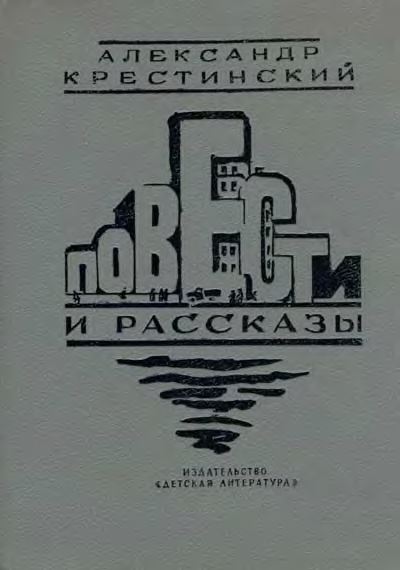 АЛЕКСАНДР
КРЕСТИНСКИЙ
ПОВЕСТИ
И РАССКАЗЫ
ИЗДАТЕЛЬСТВО
«ДЕТСКАЯ ЛИТЕРАТУРА»